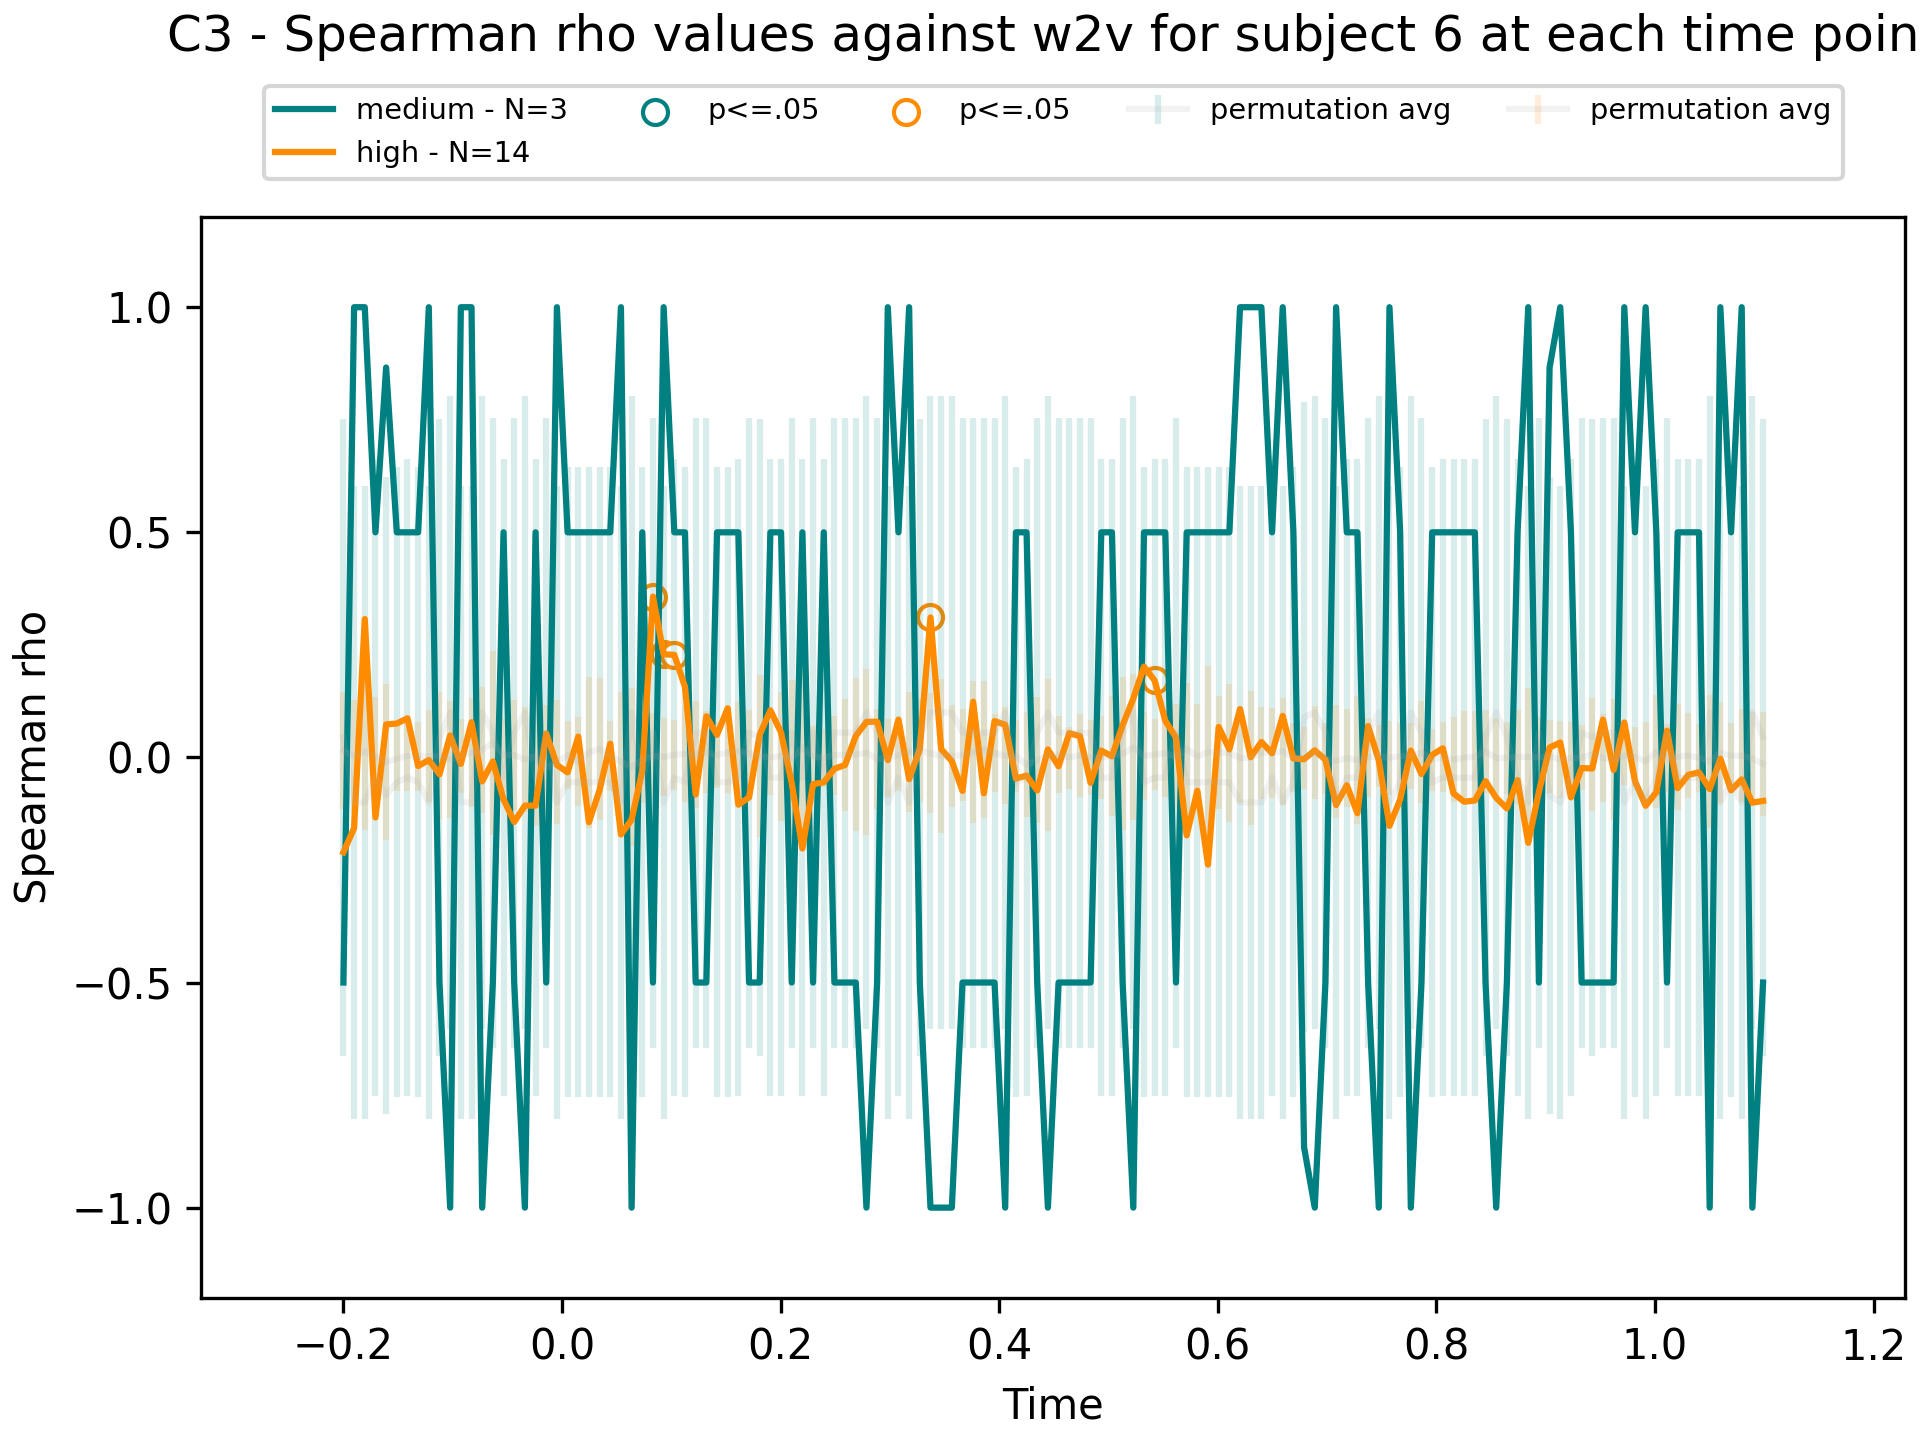 C3 - Spearman rho values against w2v for subject 6 at each time poin
medium - N=3
high - N=14
p<=.05
p<=.05
permutation avg
permutation avg
Spearman rho
1.0
0.5
0.0
−0.5
−1.0
−0.2 0.0 0.2 0.4 0.6 0.8 1.0 1.2
Time